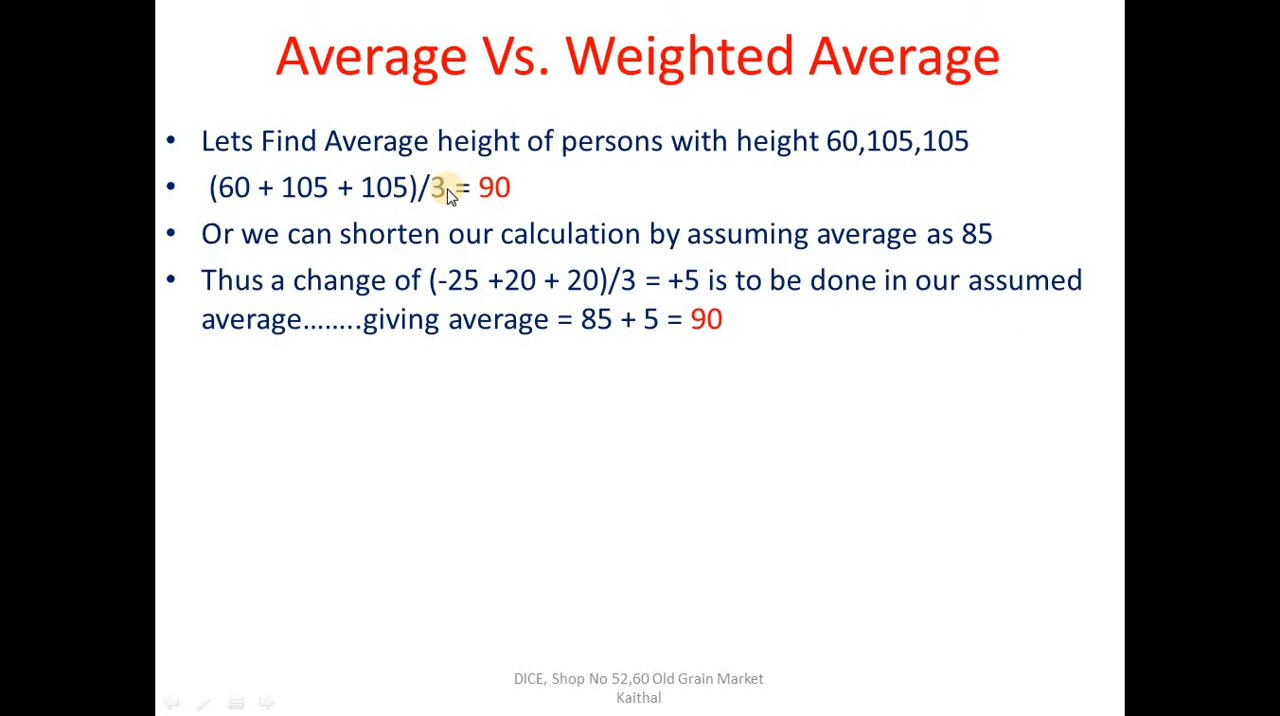 Average Vs. Weighted Average
• Lets Find Average height of persons with height 60,105,105
• (60 + 105 + 105)/3 = 90
• Or we can shorten our calculation by assuming average as 85
• Thus a change of (-25 +20 + 20)/3 = +5 is to be done in our assumed
average........giving average = 85 + 5 = 90
DICE, Shop No 52,60 Old Grain Market
Kaithal